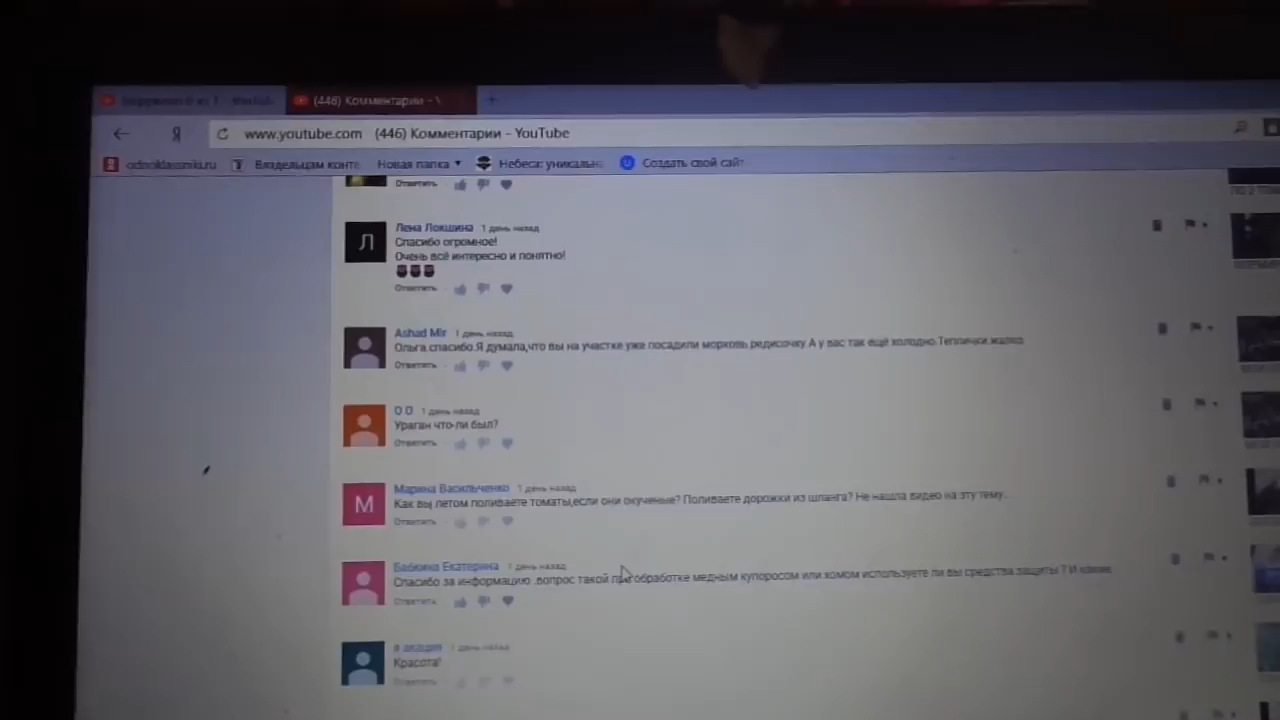 (446) Комментарии - Y
+
Я www.youtube.com (446) Комментарии - YouTube
odnoklassniki.ru Владельцам конте Новая папка Небеса: уникальн Создать свой сайт
Ответить
Л
Лена Локшина 1 день назад
Спасибо огромное!
Очень всё интересно и понятно!
Ответить
Ashad Mir 1 день назад
Ольга.спасибо.Я думала,что вы на участке уже посадили морковь.редисочку.А у вас так ещё холодно.Теплички.жалко.
Ответить
О О 1 день назад
Ураган что-ли был?
Ответить
М
Марина Васильченко 1 день назад
Как вы летом поливаете томаты,если они окученые? Поливаете дорожки из шланга? Не нашла видео на эту тему.
Ответить
Бабкина Екатерина 1 день назад
Спасибо за информацию .вопрос такой при обработке медным купоросом или хомом используете ли вы средства защиты ? И какие.
Ответить
я акация 1 день назад
Красота!
Ответить